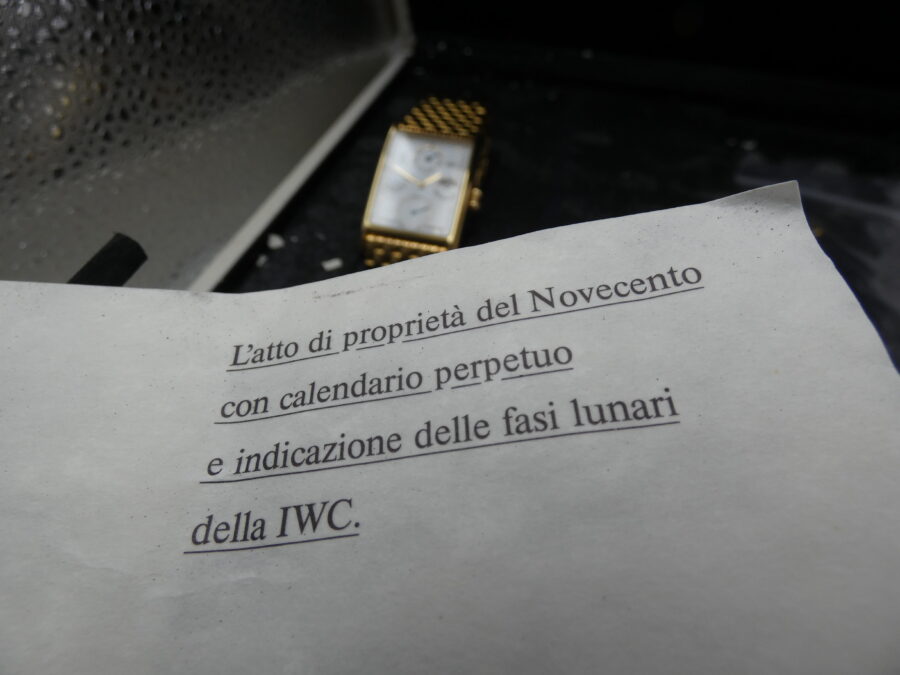 L'atto di proprietà del Novecento
con calendario perpetuo
e indicazione delle fasi lunari
della IWC.